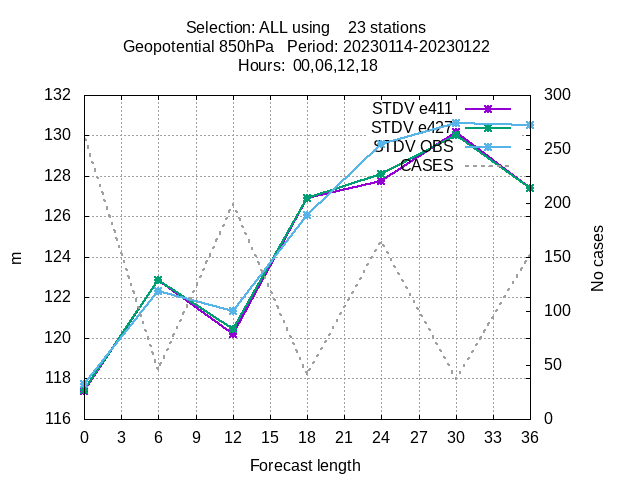 Selection: ALL using 23 stations
Geopotential 850hPa Period: 20230114-20230122
Hours: 00,06,12,18
132
130
128
126
124
122
120
118
116
m
300
250
200
150
100
50
0
No cases
STDV e411
STDV e427
STDV OBS
CASES
0 3 6 9 12 15 18 21 24 27 30 33 36
Forecast length